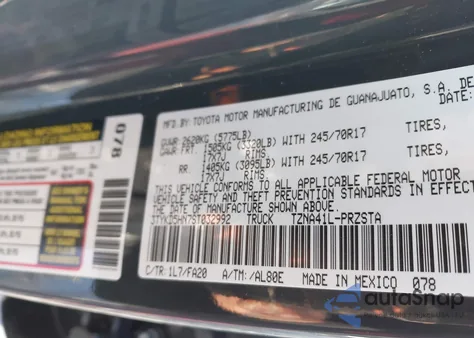 MFD.BY: TOYOTA MOTOR MANUFACTURING DE GUANAJUATO, S.A. DE
DATE:
GVWR: 2620KG (5775LB)
GAWR FRT 1505KG (3320LB) WITH 245/70R17 TIRES,
17X7J RIMS,
RR 1405KG (3095LB) WITH 245/70R17 TIRES,
17X7J RIMS,
THIS VEHICLE CONFORMS TO ALL APPLICABLE FEDERAL MOTOR
VEHICLE SAFETY AND THEFT PREVENTION STANDARDS IN EFFECT
THE DATE OF MANUFACTURE SHOWN ABOVE.
3TYKD5HN7ST032992 TRUCK TZNA41L-PRZSTA
C/TR: 1L7/FA20 A/TM: /AL80E MADE IN MEXICO 078
078
autoSnap